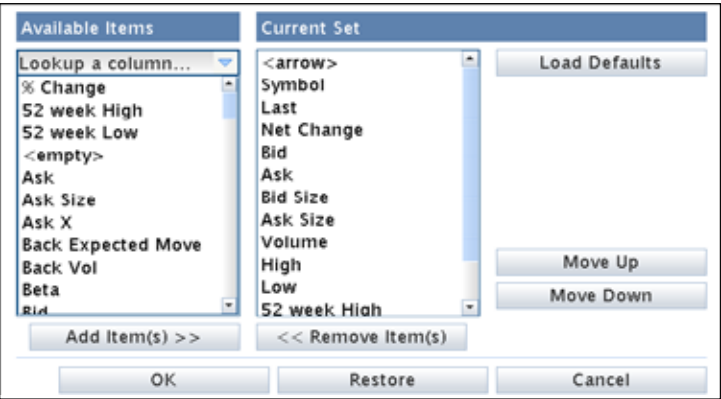 Available Items
Lookup a column...
% Change
52 week High
52 week Low
<empty>
Ask
Ask Size
Ask X
Back Expected Move
Back Vol
Beta
Bid
Add Item(s) >>
Current Set
<arrow>
Symbol
Last
Net Change
Bid
Ask
Bid Size
Ask Size
Volume
High
Low
52 week High
<< Remove Item(s)
Load Defaults
Move Up
Move Down
OK
Restore
Cancel